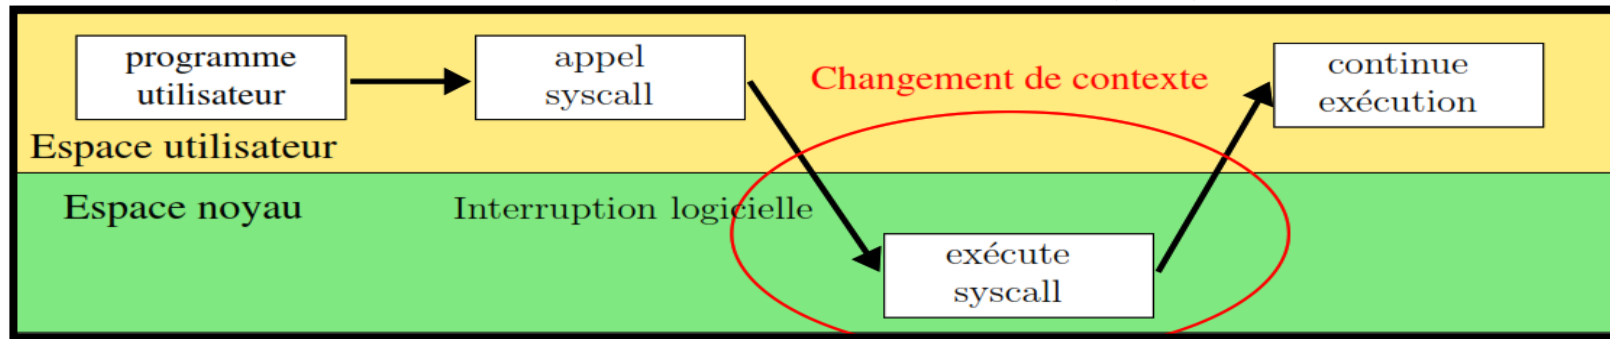 programme
utilisateur
appel
syscall
Changement de contexte
continue
exécution
Espace utilisateur
Espace noyau
Interruption logicielle
exécute
syscall